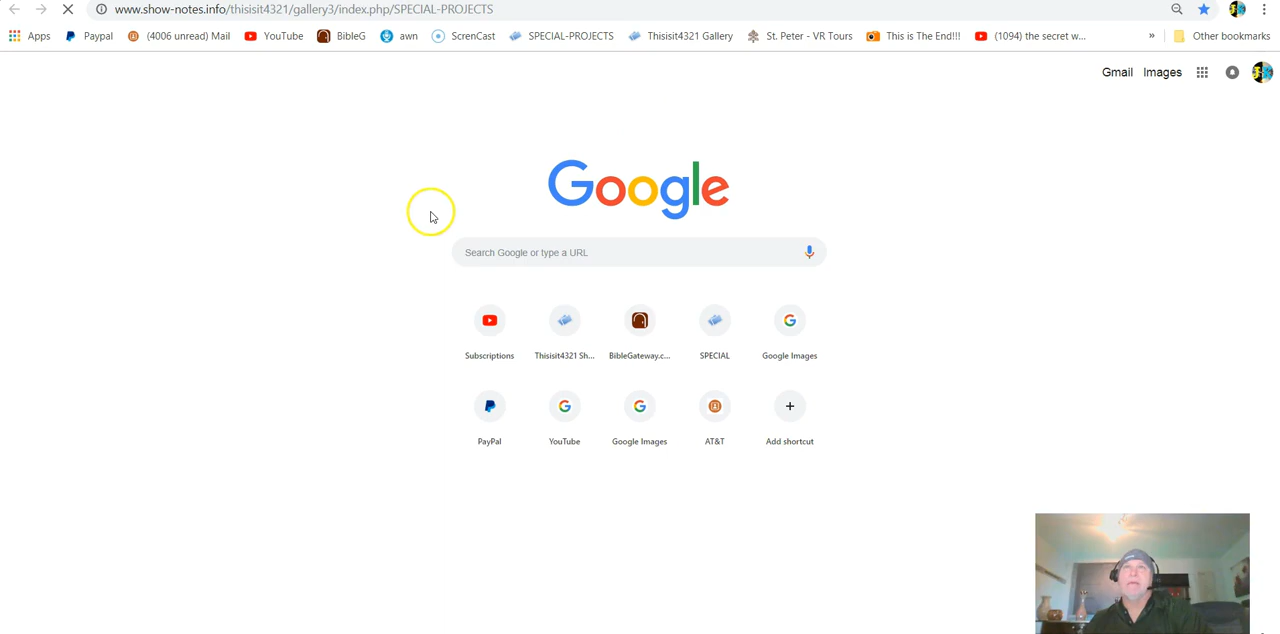 www.show-notes.info/thisisit4321/gallery3/index.php/SPECIAL-PROJECTS
Apps Paypal (4006 unread) Mail YouTube BibleG awn ScrenCast SPECIAL-PROJECTS Thisisit4321 Gallery St. Peter - VR Tours This is The End!!! (1094) the secret w... » Other bookmarks
Gmail Images
Google
Search Google or type a URL
Subscriptions Thisisit4321 Sh... BibleGateway.c... SPECIAL Google Images
PayPal YouTube Google Images AT&T Add shortcut